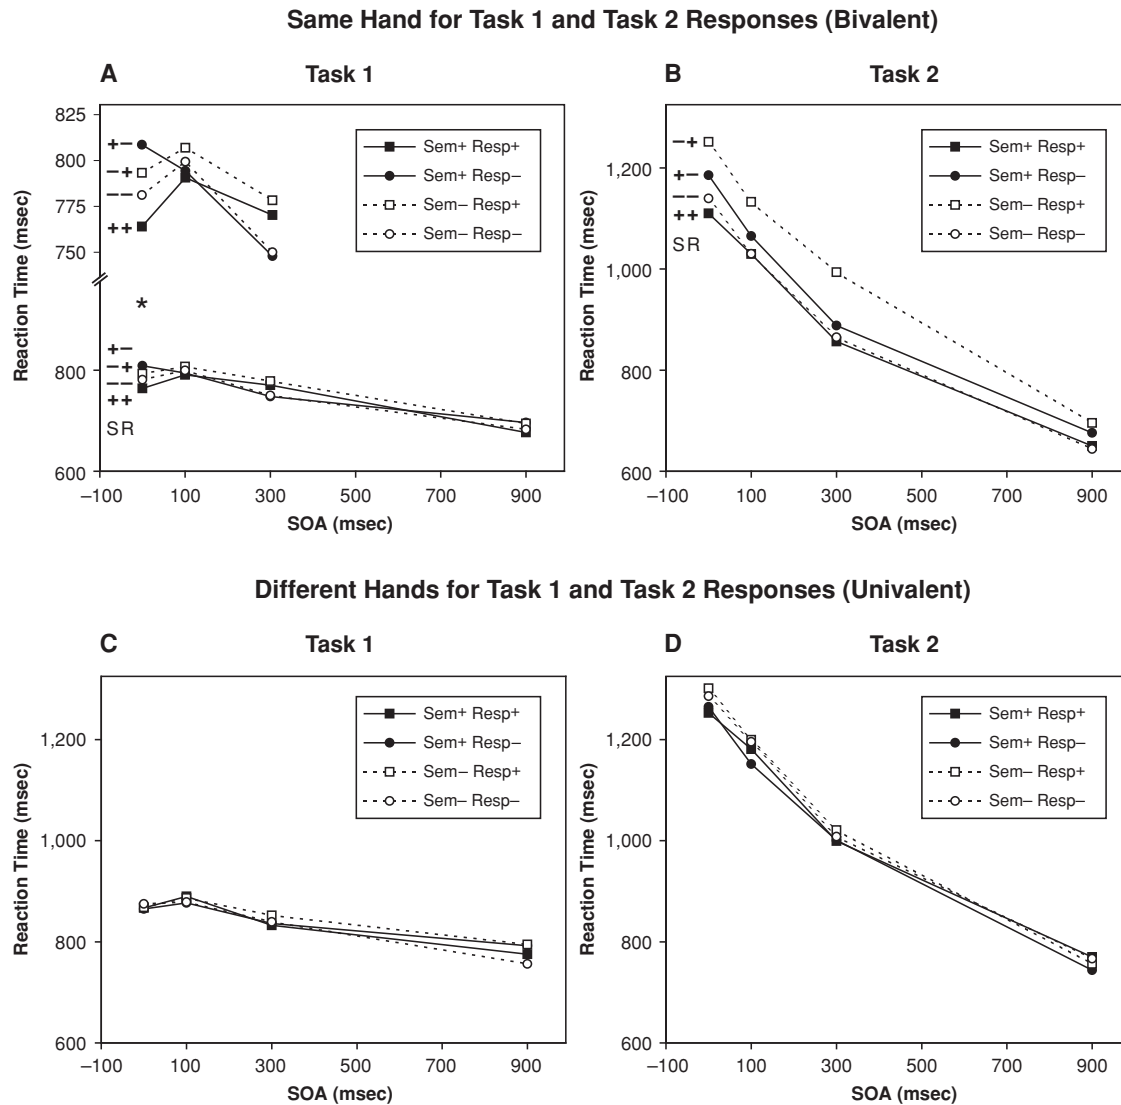 Same Hand for Task 1 and Task 2 Responses (Bivalent)
A Task 1
Reaction Time (msec)
825
800
775
750
800
600
+–
–+
––
++
*
+–
–+
––
++
SR
Sem+ Resp+
Sem+ Resp–
Sem– Resp+
Sem– Resp–
–100 100 300 500 700 900
SOA (msec)
B Task 2
Reaction Time (msec)
1,200
1,000
800
600
–+
+–
––
++
SR
Sem+ Resp+
Sem+ Resp–
Sem– Resp+
Sem– Resp–
–100 100 300 500 700 900
SOA (msec)
Different Hands for Task 1 and Task 2 Responses (Univalent)
C Task 1
Reaction Time (msec)
1,200
1,000
800
600
Sem+ Resp+
Sem+ Resp–
Sem– Resp+
Sem– Resp–
–100 100 300 500 700 900
SOA (msec)
D Task 2
Reaction Time (msec)
1,200
1,000
800
600
Sem+ Resp+
Sem+ Resp–
Sem– Resp+
Sem– Resp–
–100 100 300 500 700 900
SOA (msec)